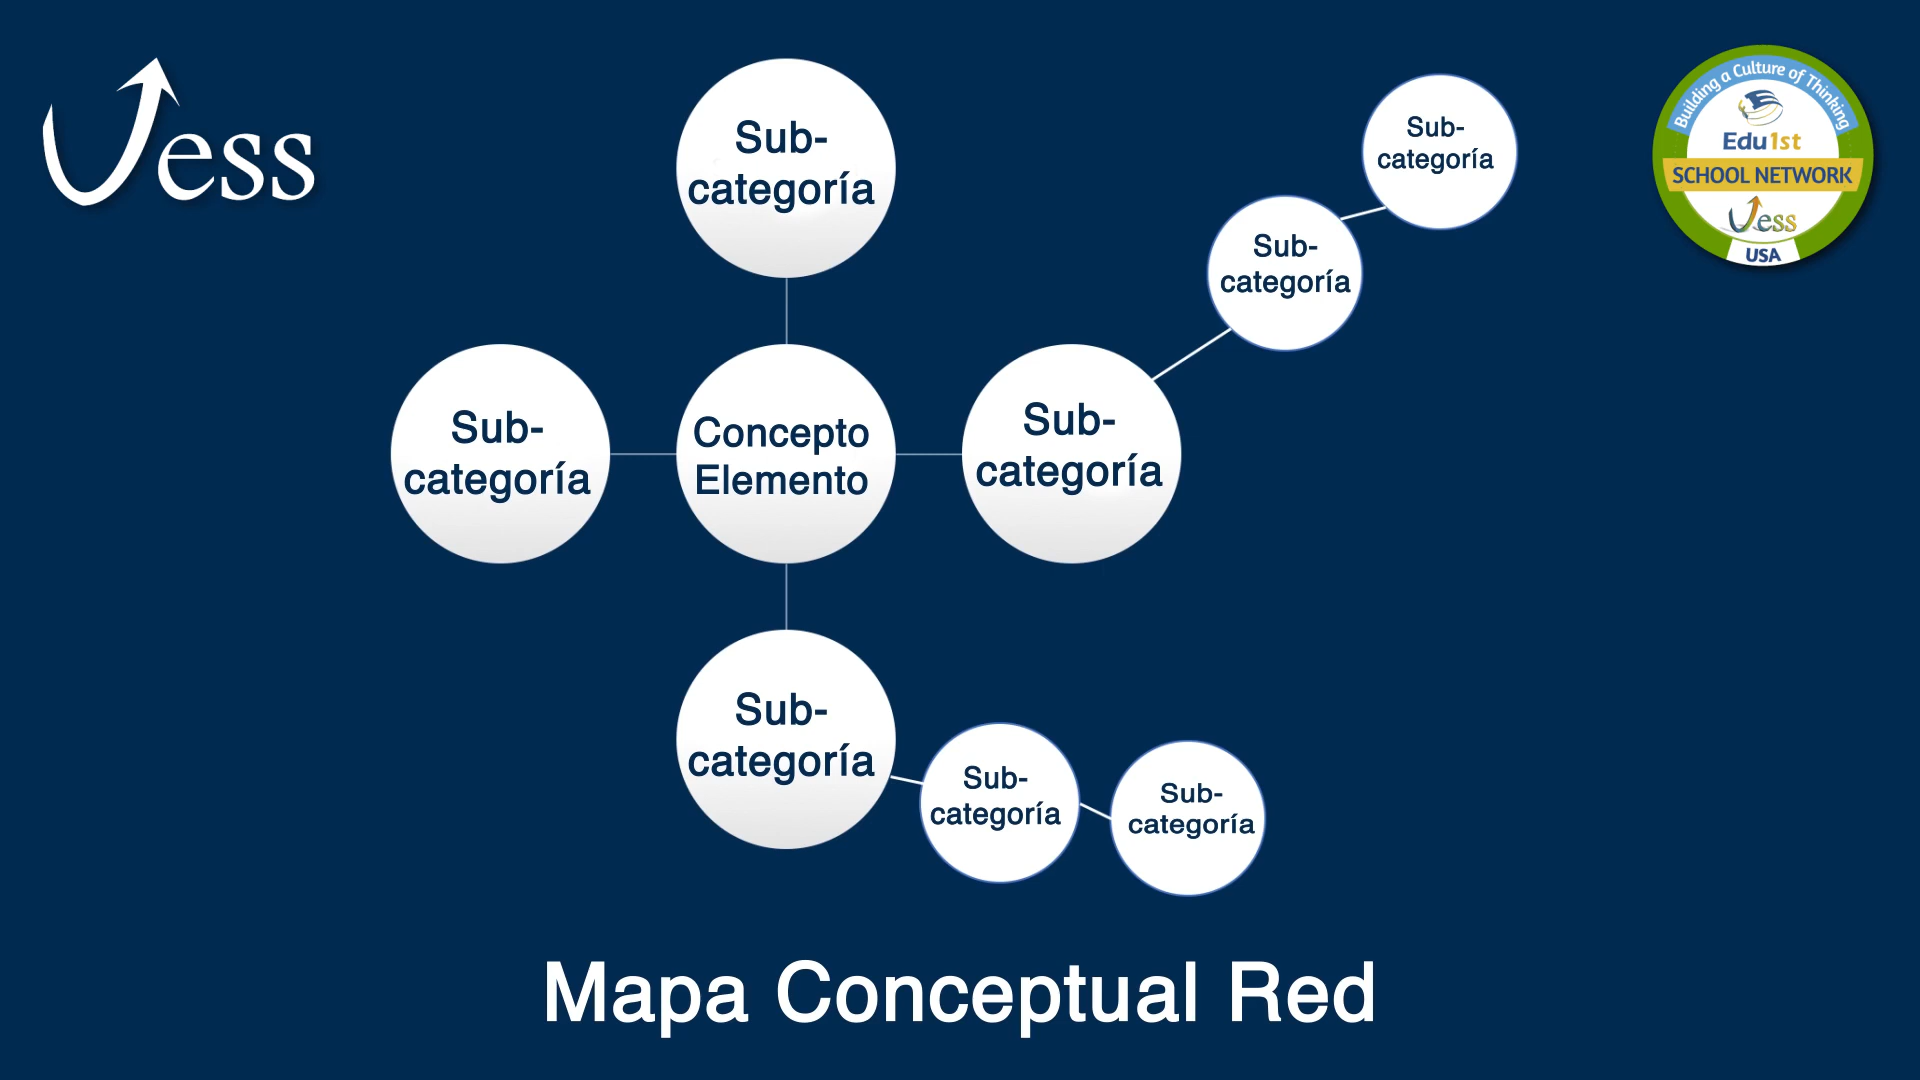 Vess
Sub-
categoría
Sub-
categoría
Concepto
Elemento
Sub-
categoría
Sub-
categoría
Sub-
categoría
Sub-
categoría
Sub-
categoría
Sub-
categoría
Building a Culture of Thinking
Edu1st
SCHOOL NETWORK
Vess
USA
Mapa Conceptual Red